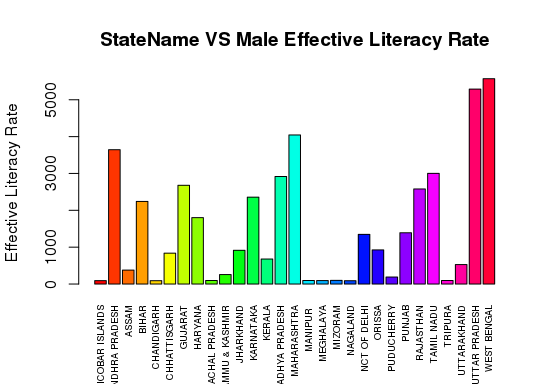 StateName VS Male Effective Literacy Rate
Effective Literacy Rate
5000
3000
1000
0
ICOBAR ISLANDS
NDHRA PRADESH
ASSAM
BIHAR
CHANDIGARH
CHHATTISGARH
GUJARAT
HARYANA
ACHAL PRADESH
AMMU & KASHMIR
JHARKHAND
KARNATAKA
KERALA
ADHYA PRADESH
MAHARASHTRA
MANIPUR
MEGHALAYA
MIZORAM
NAGALAND
NCT OF DELHI
ORISSA
PUDUCHERRY
PUNJAB
RAJASTHAN
TAMIL NADU
TRIPURA
UTTARAKHAND
UTTAR PRADESH
WEST BENGAL